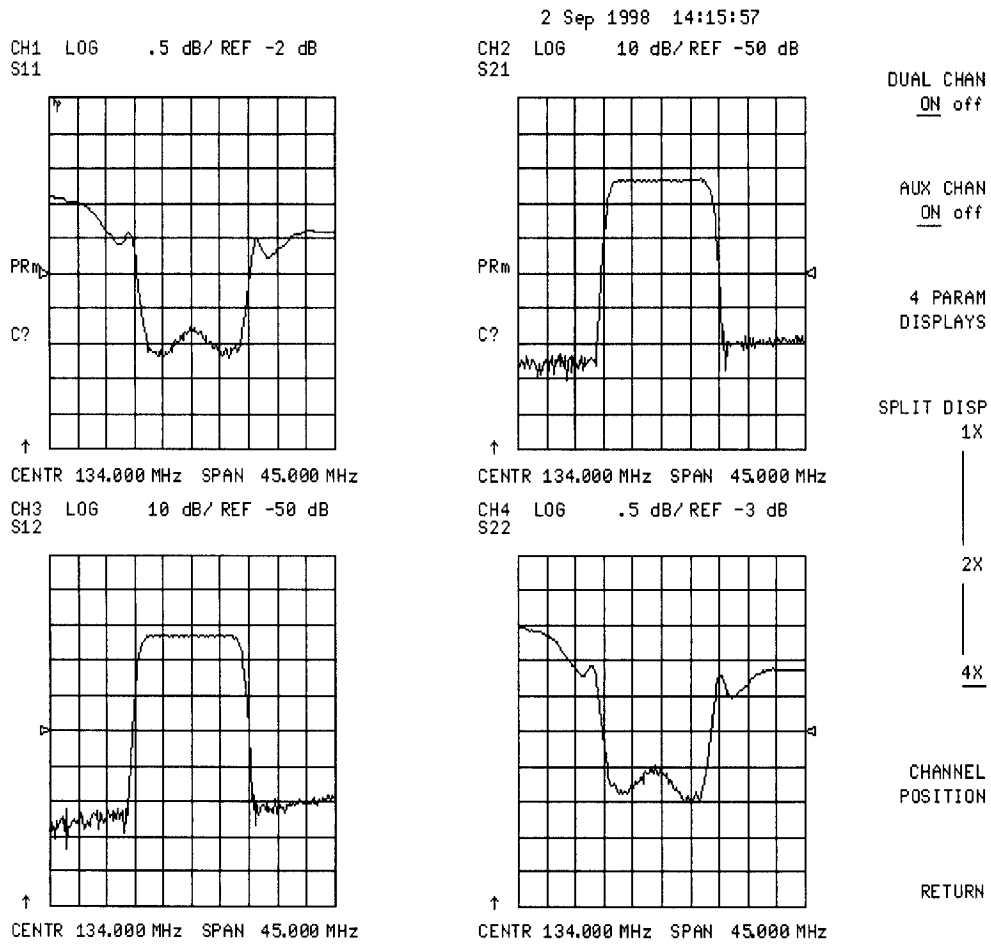 2 Sep 1998 14:15:57
CH1 LOG .5 dB/ REF -2 dB
S11
PRm
C?
↑
CENTR 134.000 MHz SPAN 45.000 MHz
CH2 LOG 10 dB/ REF -50 dB
S21
PRm
C?
↑
CENTR 134.000 MHz SPAN 45.000 MHz
CH3 LOG 10 dB/ REF -50 dB
S12
↑
CENTR 134.000 MHz SPAN 45.000 MHz
CH4 LOG .5 dB/ REF -3 dB
S22
↑
CENTR 134.000 MHz SPAN 45.000 MHz
DUAL CHAN
ON off
AUX CHAN
ON off
4 PARAM
DISPLAYS
SPLIT DISP
1X
2X
4X
CHANNEL
POSITION
RETURN